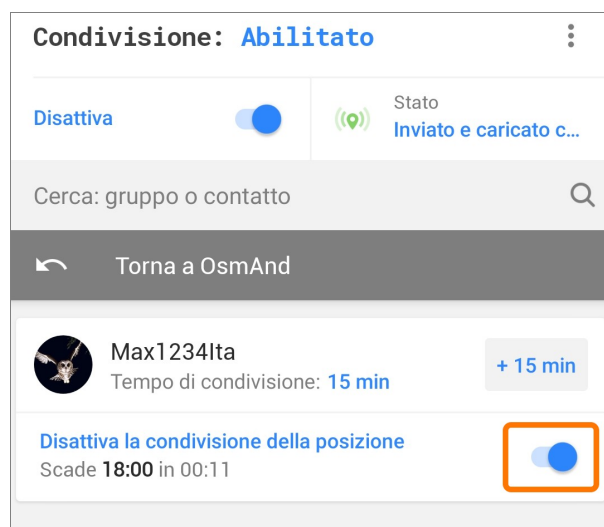 Condivisione: Abilitato
Disattiva
Stato
Inviato e caricato c...
Cerca: gruppo o contatto
Torna a OsmAnd
Max1234Ita
+ 15 min
Tempo di condivisione: 15 min
Disattiva la condivisione della posizione
Scade 18:00 in 00:11